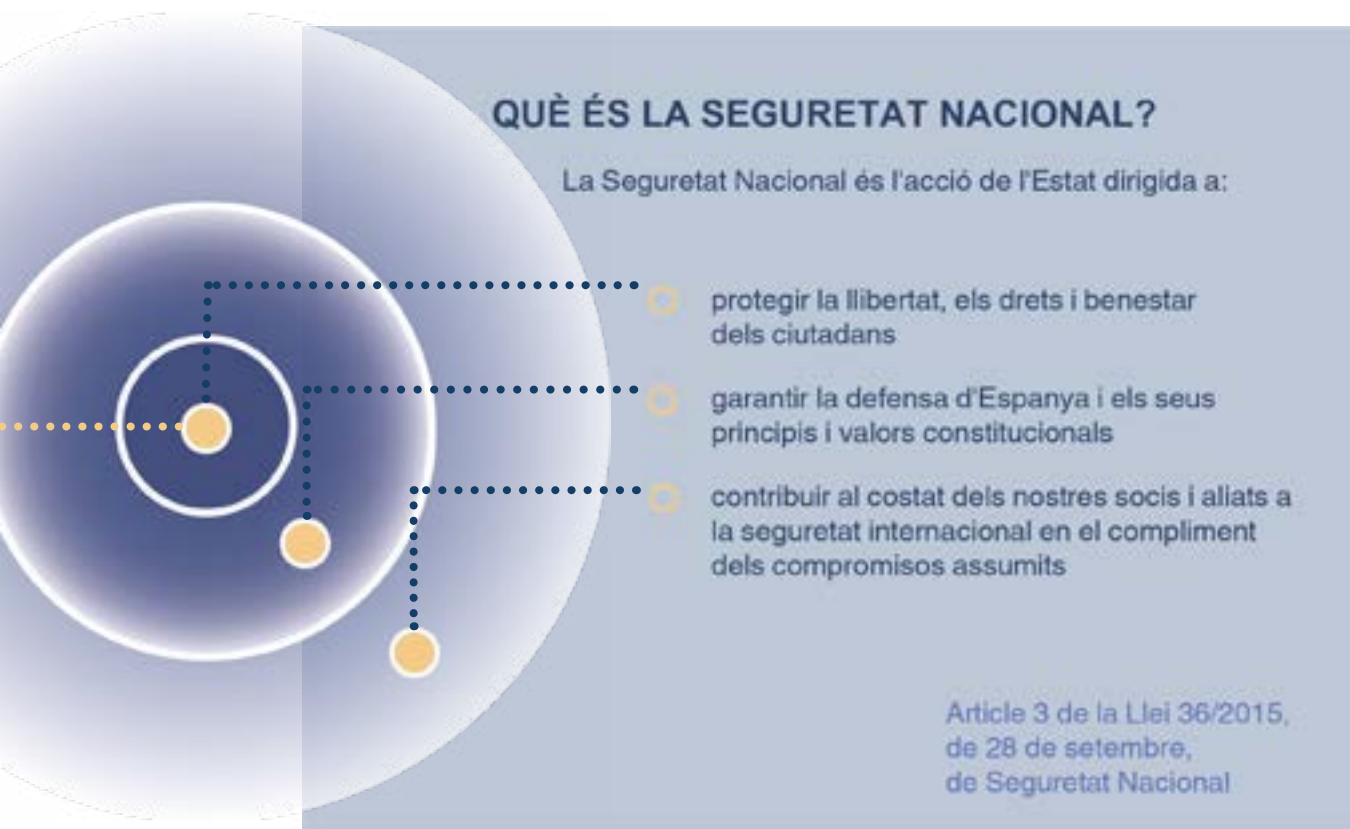 QUÈ ÉS LA SEGURETAT NACIONAL?
La Seguretat Nacional és l'acció de l'Estat dirigida a:
protegir la llibertat, els drets i benestar
dels ciutadans
garantir la defensa d'Espanya i els seus
principis i valors constitucionals
contribuir al costat dels nostres socis i aliats a
la seguretat internacional en el compliment
dels compromisos assumits
Article 3 de la Llei 36/2015,
de 28 de setembre,
de Seguretat Nacional